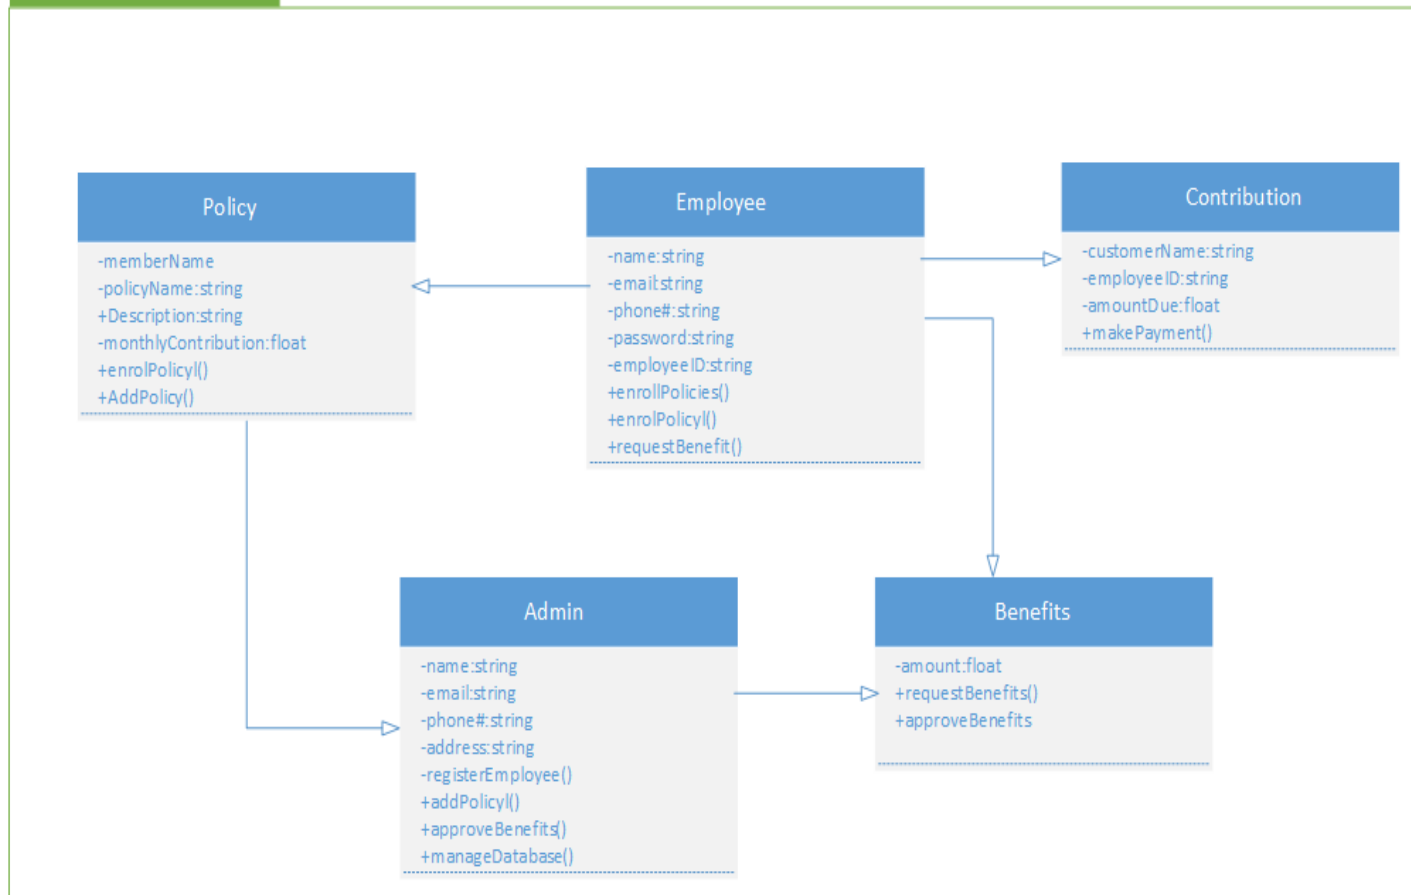 Policy
-memberName
-policyName:string
+Description:string
-monthlyContribution:float
+enrolPolicyl()
+AddPolicy()
Employee
-name:string
-email:string
-phone#:string
-password:string
-employeeID:string
+enrollPolicies()
+enrolPolicyl()
+requestBenefit()
Contribution
-customerName:string
-employeeID:string
-amountDue:float
+makePayment()
Admin
-name:string
-email:string
-phone#:string
-address:string
-registerEmployee()
+addPolicyl()
+approveBenefits()
+manageDatabase()
Benefits
-amount:float
+requestBenefits()
+approveBenefits